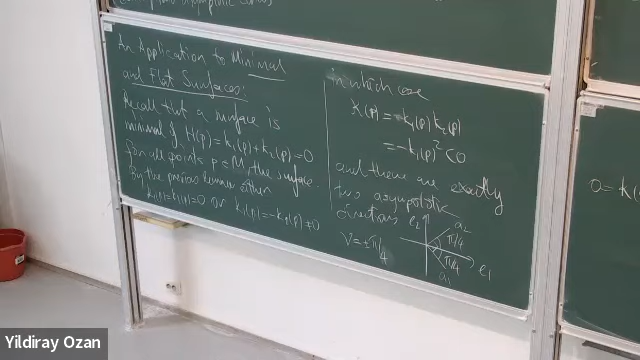 An Application to Minimal
and Flat Surfaces:
Recall that a surface is
minimal if H(p)=k₁(p)+k₂(p)=0
for all points p ∈ M, the surface.
By the previous lemma either
k₁(p)=k₂(p)=0 or k₁(p)=-k₂(p)≠0
in which case
K(p) = k₁(p)k₂(p)
= -k₁(p)² < 0
and there are exactly
two asymptotic
directions
V = ±π/4
e₂
a₂
π/4
π/4
e₁
a₁
0=k₁(
Yildiray Ozan